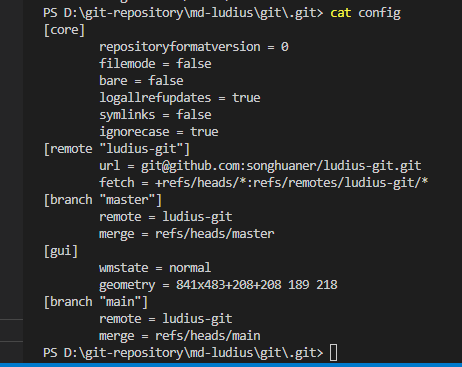 PS D:\git-repository\md-ludius\git\.git> cat config
[core]
        repositoryformatversion = 0
        filemode = false
        bare = false
        logallrefupdates = true
        symlinks = false
        ignorecase = true
[remote "ludius-git"]
        url = git@github.com:songhuaner/ludius-git.git
        fetch = +refs/heads/*:refs/remotes/ludius-git/*
[branch "master"]
        remote = ludius-git
        merge = refs/heads/master
[gui]
        wmstate = normal
        geometry = 841x483+208+208 189 218
[branch "main"]
        remote = ludius-git
        merge = refs/heads/main
PS D:\git-repository\md-ludius\git\.git>